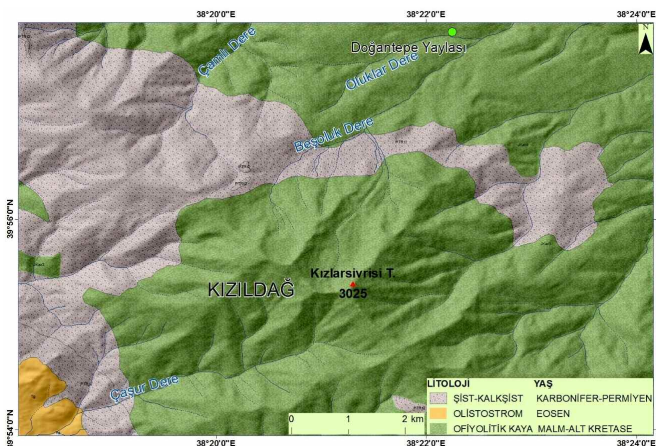 38°20'0"E 38°22'0"E 38°24'0"E
N
Çamlı Dere
Doğantepe Yaylası
Oluklar Dere
Beşoluk Dere
39°56'0"N
Kızlarsivrisi T.
KIZILDAĞ
3025
Çaşur Dere
LİTOLOJİ YAŞ
ŞİST-KALKŞİST KARBONİFER-PERMİYEN
OLİSTOSTROM EOSEN
OFİYOLİTİK KAYA MALM-ALT KRETASE
0 1 2 km
39°54'0"N
38°20'0"E 38°22'0"E 38°24'0"E